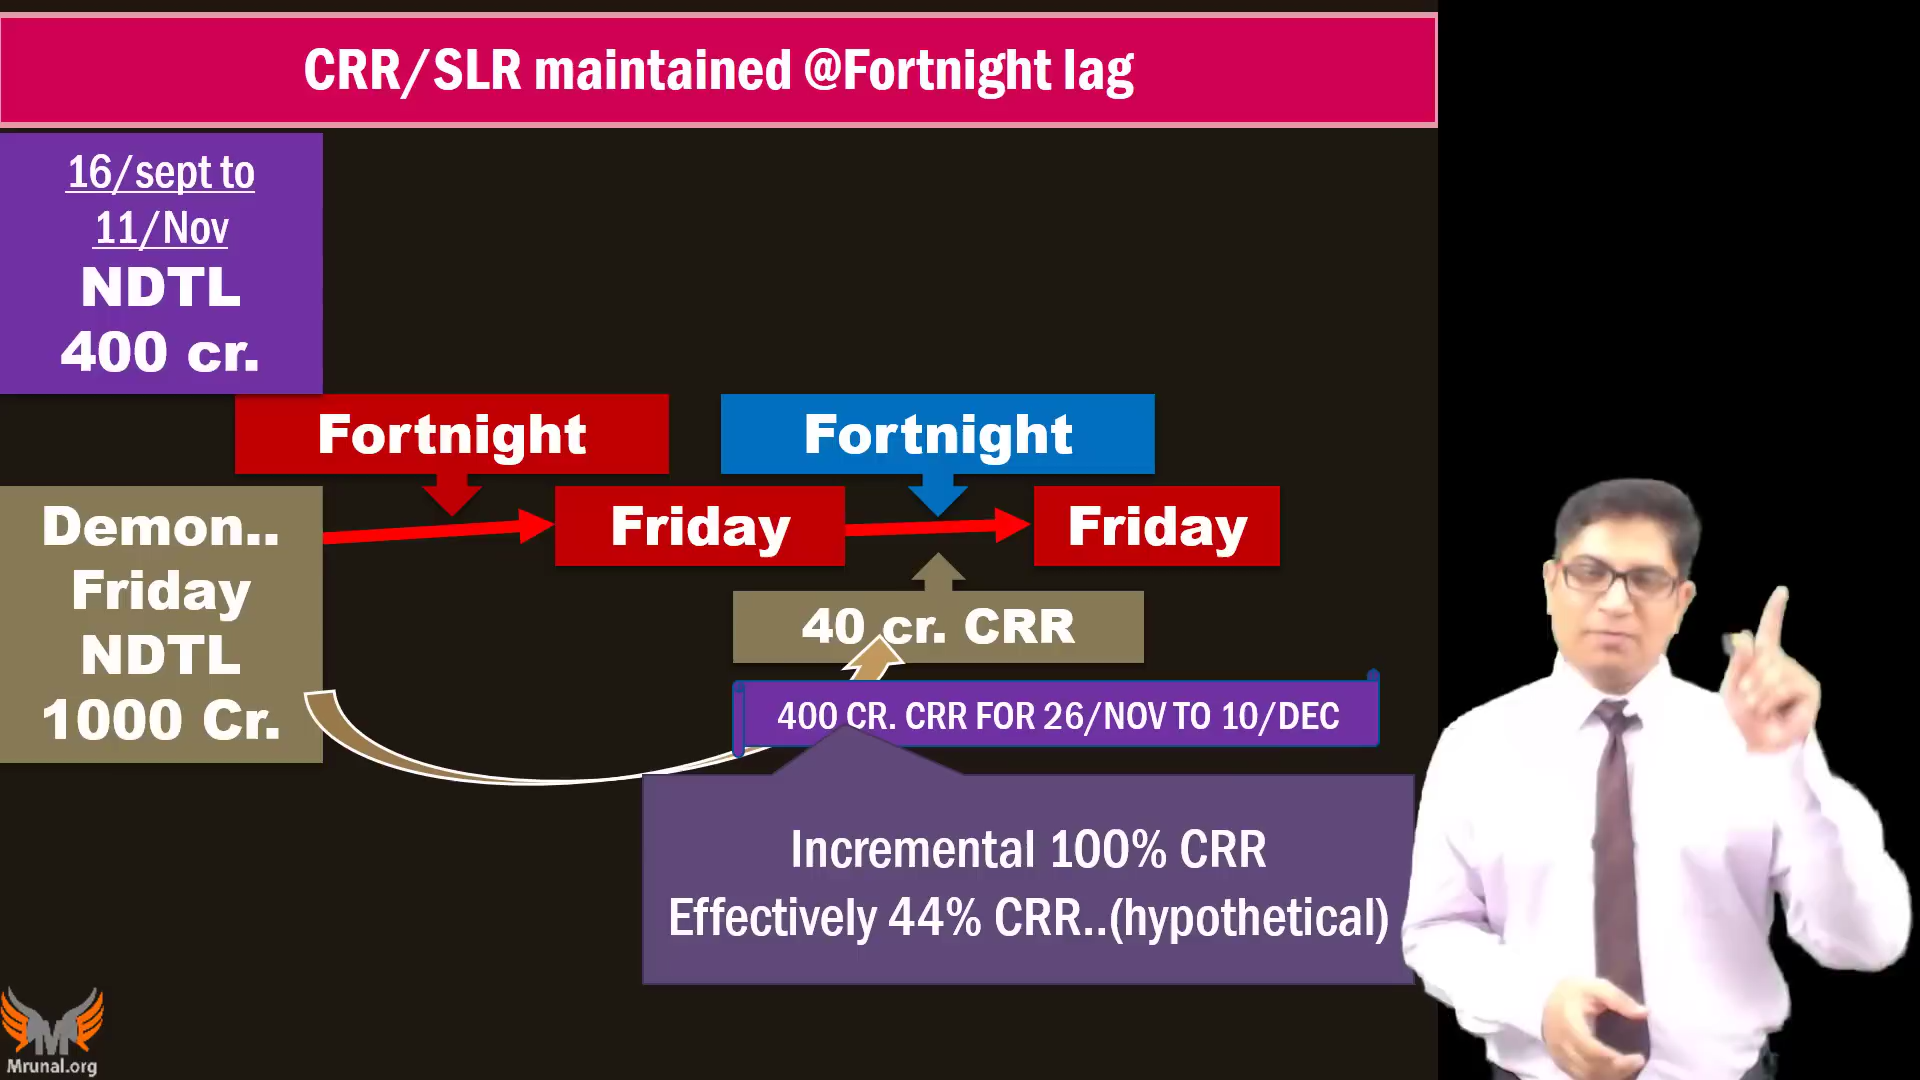 CRR/SLR maintained @Fortnight lag
16/sept to
11/Nov
NDTL
400 cr.
Fortnight
Fortnight
Demon..
Friday
NDTL
1000 Cr.
Friday
Friday
40 cr. CRR
400 CR. CRR FOR 26/NOV TO 10/DEC
Incremental 100% CRR
Effectively 44% CRR..(hypothetical)
M
Mrunal.org